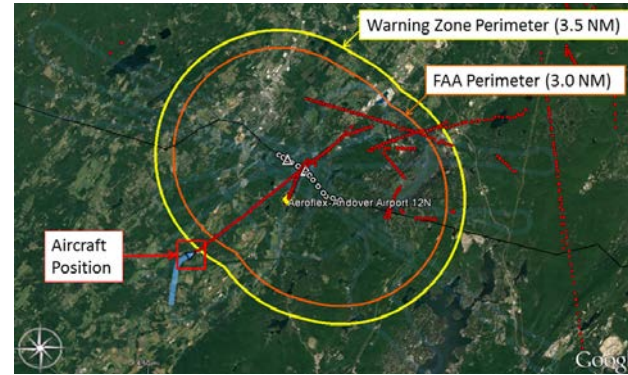 Warning Zone Perimeter (3.5 NM)
FAA Perimeter (3.0 NM)
Aeroflex-Andover Airport 12N
Aircraft
Position
Goog